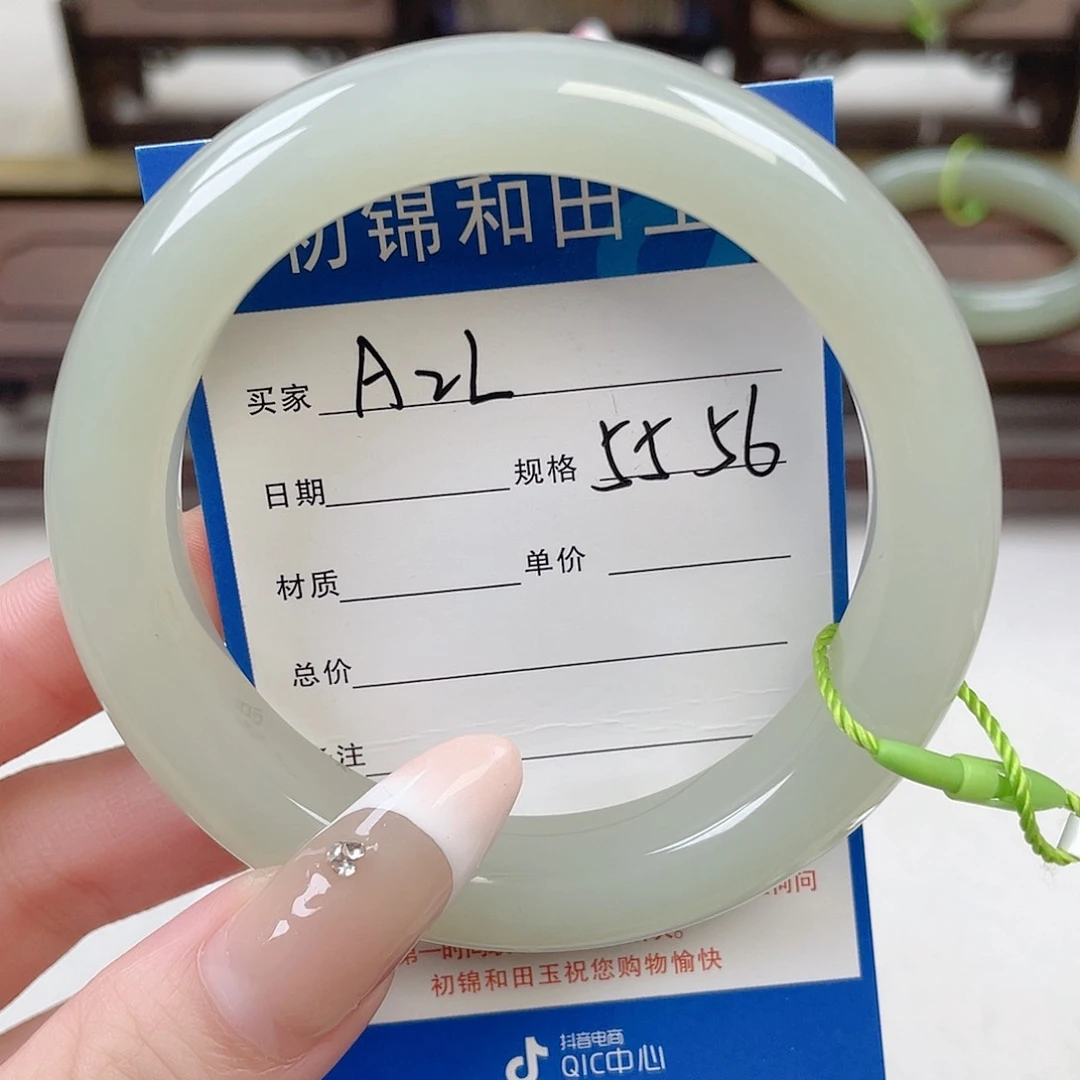 初锦和田玉
买家 A2L
日期 规格 55 56
材质 单价
总价
注
初锦和田玉祝您购物愉快
抖音电商
QIC中心